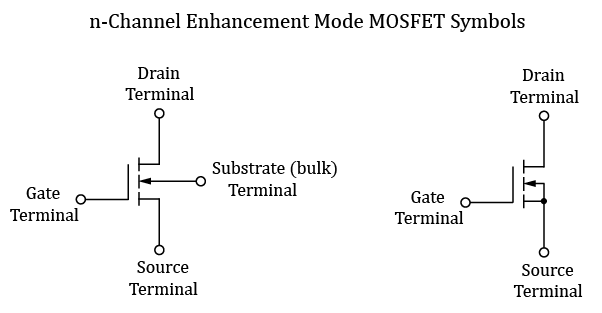 n-Channel Enhancement Mode MOSFET Symbols
Drain
Terminal
Substrate (bulk)
Terminal
Gate
Terminal
Source
Terminal
Drain
Terminal
Gate
Terminal
Source
Terminal